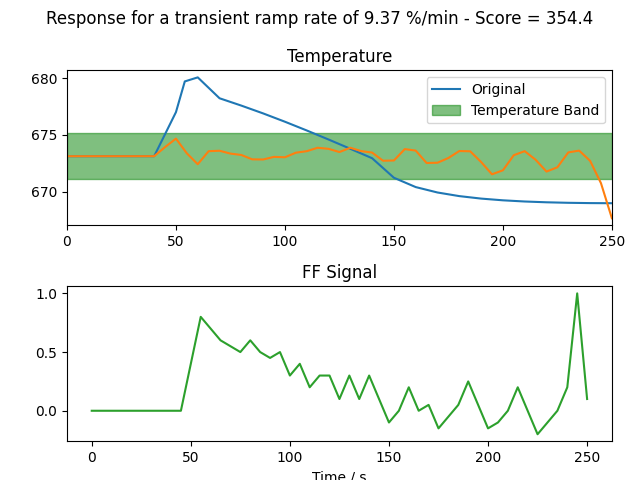 Response for a transient ramp rate of 9.37 %/min - Score = 354.4
Temperature
680
675
670
Original
Temperature Band
0 50 100 150 200 250
FF Signal
1.0
0.5
0.0
0 50 100 150 200 250
Time / s